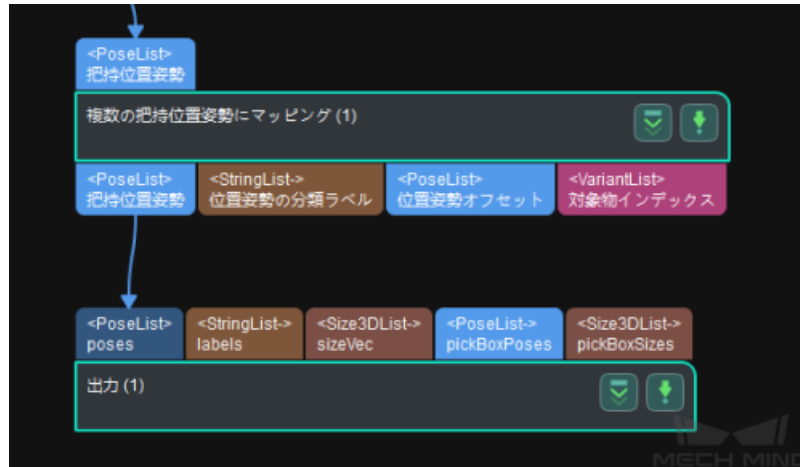 <PoseList>
把持位置姿勢
複数の把持位置姿勢にマッピング (1)
<PoseList> <StringList-> <PoseList> <VariantList>
把持位置姿勢 位置姿勢の分類ラベル 位置姿勢オフセット 対象物インデックス
<PoseList> <StringList-> <Size3DList-> <PoseList-> <Size3DList->
poses labels sizeVec pickBoxPoses pickBoxSizes
出力 (1)
MECH MIND